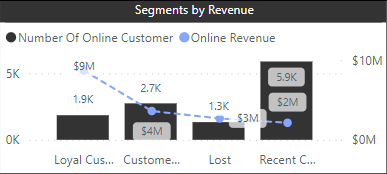 Segments by Revenue
Number Of Online Customer Online Revenue
$9M
1.9K
2.7K
$4M
1.3K
$3M
5.9K
$2M
5K
0K
$10M
$0M
Loyal Cus... Custome... Lost Recent C...